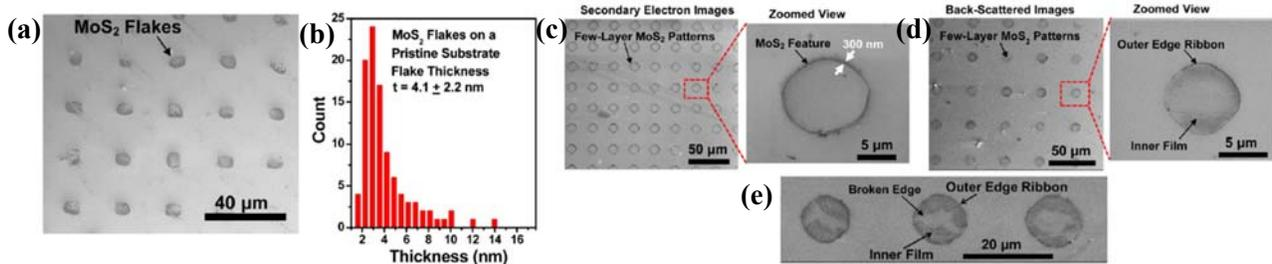 (a)
MoS2 Flakes
40 µm
(b)
MoS2 Flakes on a
Pristine Substrate
Flake Thickness
t = 4.1 ± 2.2 nm
Count
25
20
15
10
5
0
2 4 6 8 10 12 14 16
Thickness (nm)
(c)
Secondary Electron Images
Few-Layer MoS2 Patterns
50 µm
Zoomed View
MoS2 Feature
300 nm
5 µm
(d)
Back-Scattered Images
Few-Layer MoS2 Patterns
50 µm
Zoomed View
Outer Edge Ribbon
Inner Film
5 µm
(e)
Broken Edge
Outer Edge Ribbon
Inner Film
20 µm